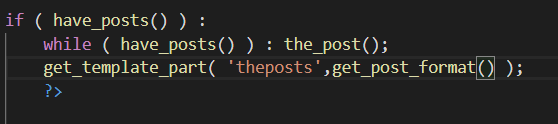 if ( have_posts() ) :
while ( have_posts() ) : the_post();
get_template_part( 'theposts',get_post_format() );
?>